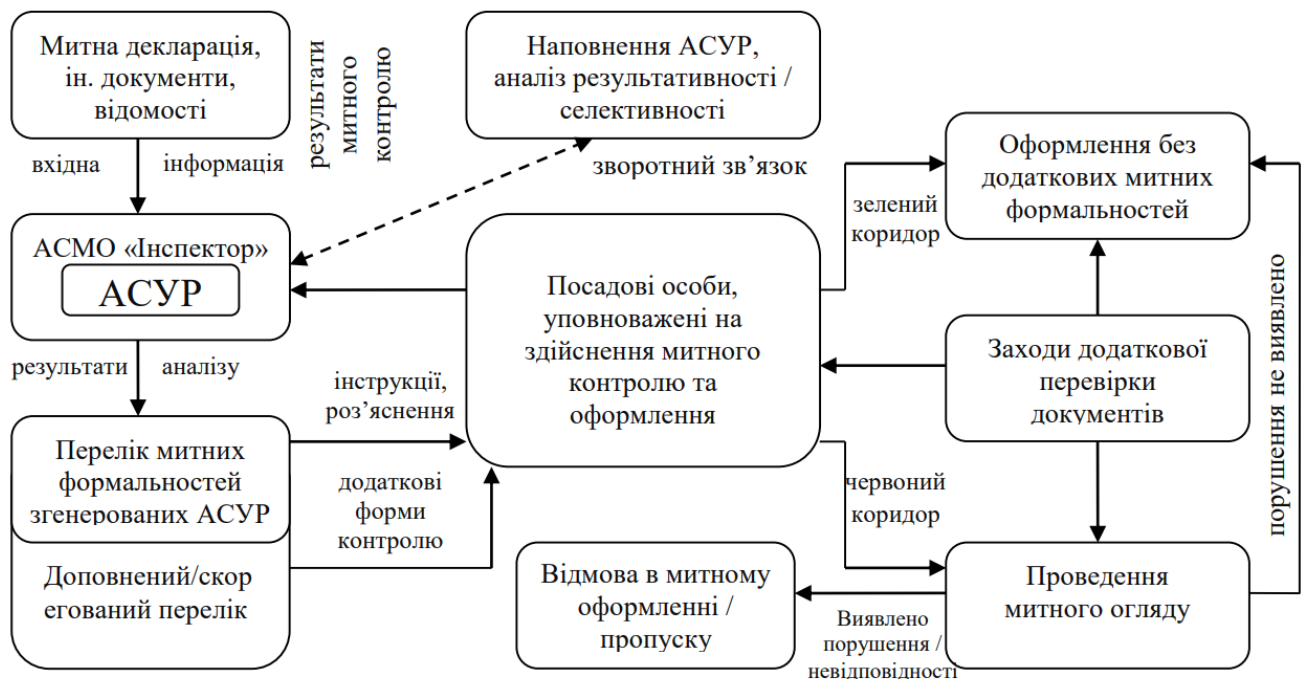 Митна декларація,
ін. документи,
відомості
результати
митного
контролю
Наповнення АСУР,
аналіз результативності /
селективності
вхідна інформація
зворотний зв’язок
Оформлення без
додаткових митних
формальностей
зелений
коридор
АСМО «Інспектор»
АСУР
Посадові особи,
уповноважені на
здійснення митного
контролю та
оформлення
Заходи додаткової
перевірки
документів
порушення не виявлено
результати аналізу
інструкції,
роз’яснення
Перелік митних
формальностей
згенерованих АСУР
додаткові
форми
контролю
червоний
коридор
Доповнений/скор
егований перелік
Відмова в митному
оформленні /
пропуску
Виявлено
порушення /
невідповідності
Проведення
митного огляду